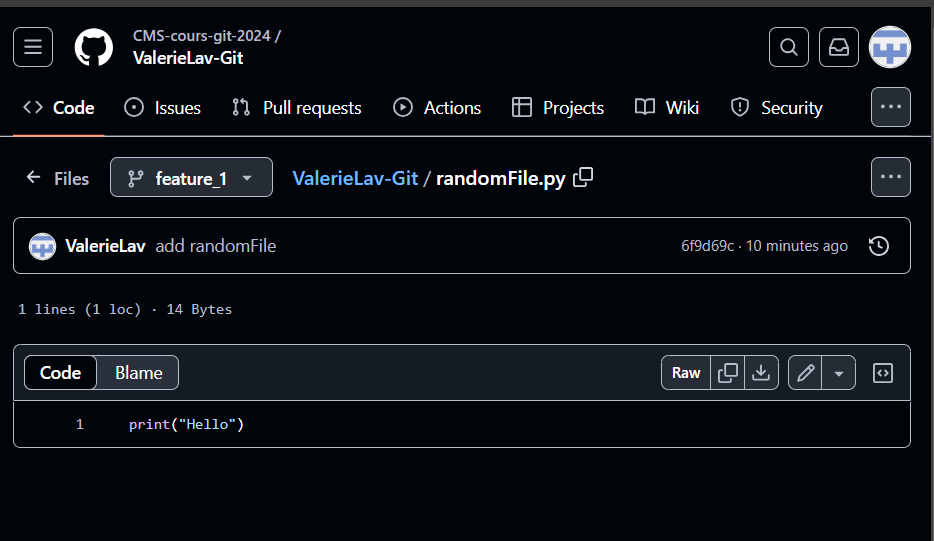 CMS-cours-git-2024 /
ValerieLav-Git
Code Issues Pull requests Actions Projects Wiki Security
Files feature_1 ValerieLav-Git / randomFile.py
ValerieLav add randomFile 6f9d69c · 10 minutes ago
1 lines (1 loc) · 14 Bytes
Code Blame Raw
1 print("Hello")